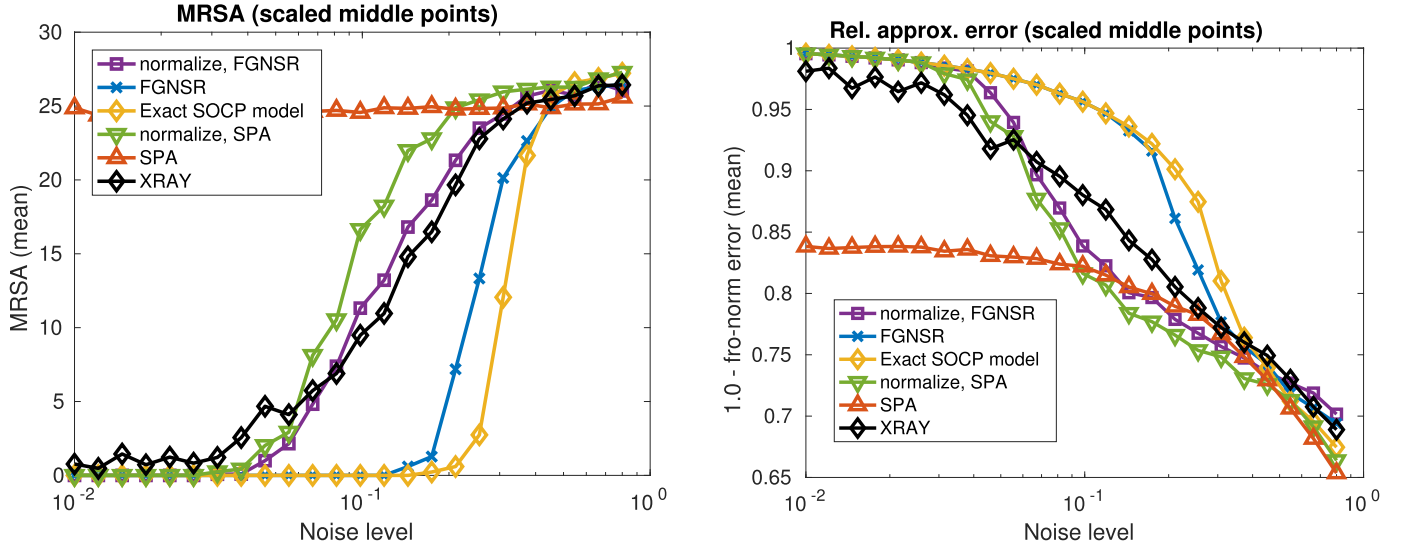 MRSA (scaled middle points)
30
25
20
15
10
5
0
MRSA (mean)
normalize, FGNSR
FGNSR
Exact SOCP model
normalize, SPA
SPA
XRAY
10^-2
10^-1
10^0
Noise level
Rel. approx. error (scaled middle points)
1
0.95
0.9
0.85
0.8
0.75
0.7
0.65
1.0 - fro-norm error (mean)
normalize, FGNSR
FGNSR
Exact SOCP model
normalize, SPA
SPA
XRAY
10^-2
10^-1
10^0
Noise level